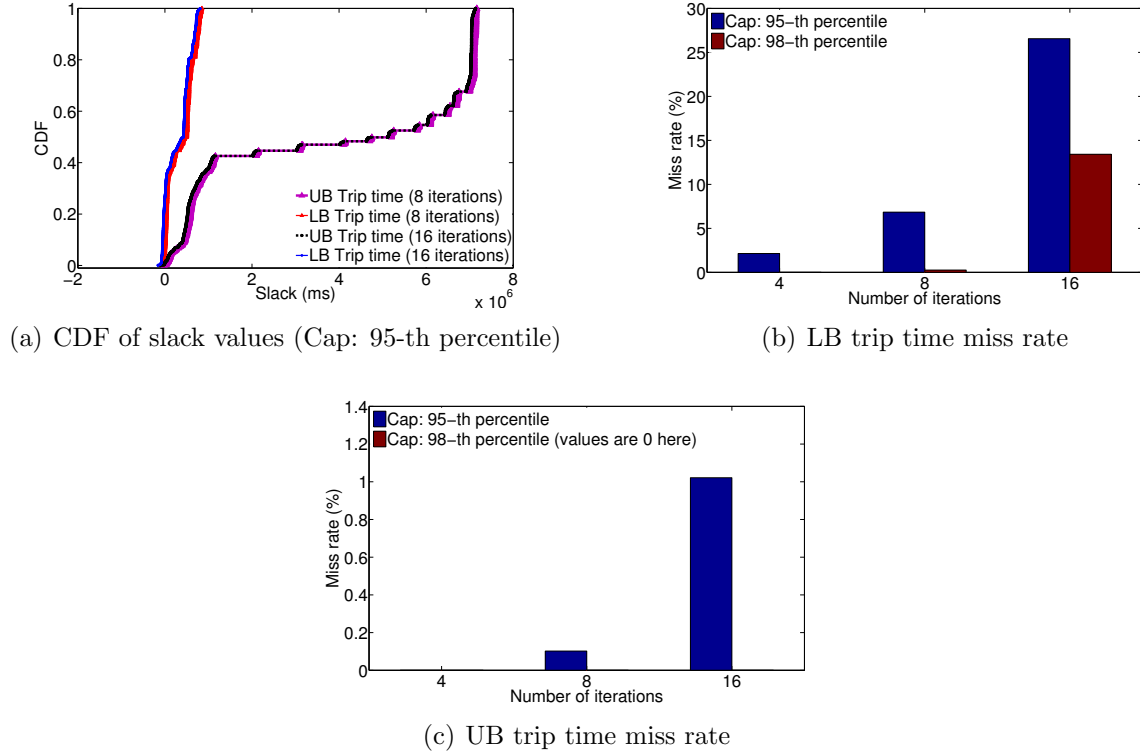 1
0.8
0.6
0.4
0.2
0
CDF
UB Trip time (8 iterations)
LB Trip time (8 iterations)
UB Trip time (16 iterations)
LB Trip time (16 iterations)
−2 0 2 4 6 8
Slack (ms)
x 10^6
(a) CDF of slack values (Cap: 95-th percentile)
30
25
20
15
10
5
0
Miss rate (%)
Cap: 95−th percentile
Cap: 98−th percentile
4 8 16
Number of iterations
(b) LB trip time miss rate
1.4
1.2
1
0.8
0.6
0.4
0.2
0
Miss rate (%)
Cap: 95−th percentile
Cap: 98−th percentile (values are 0 here)
4 8 16
Number of iterations
(c) UB trip time miss rate